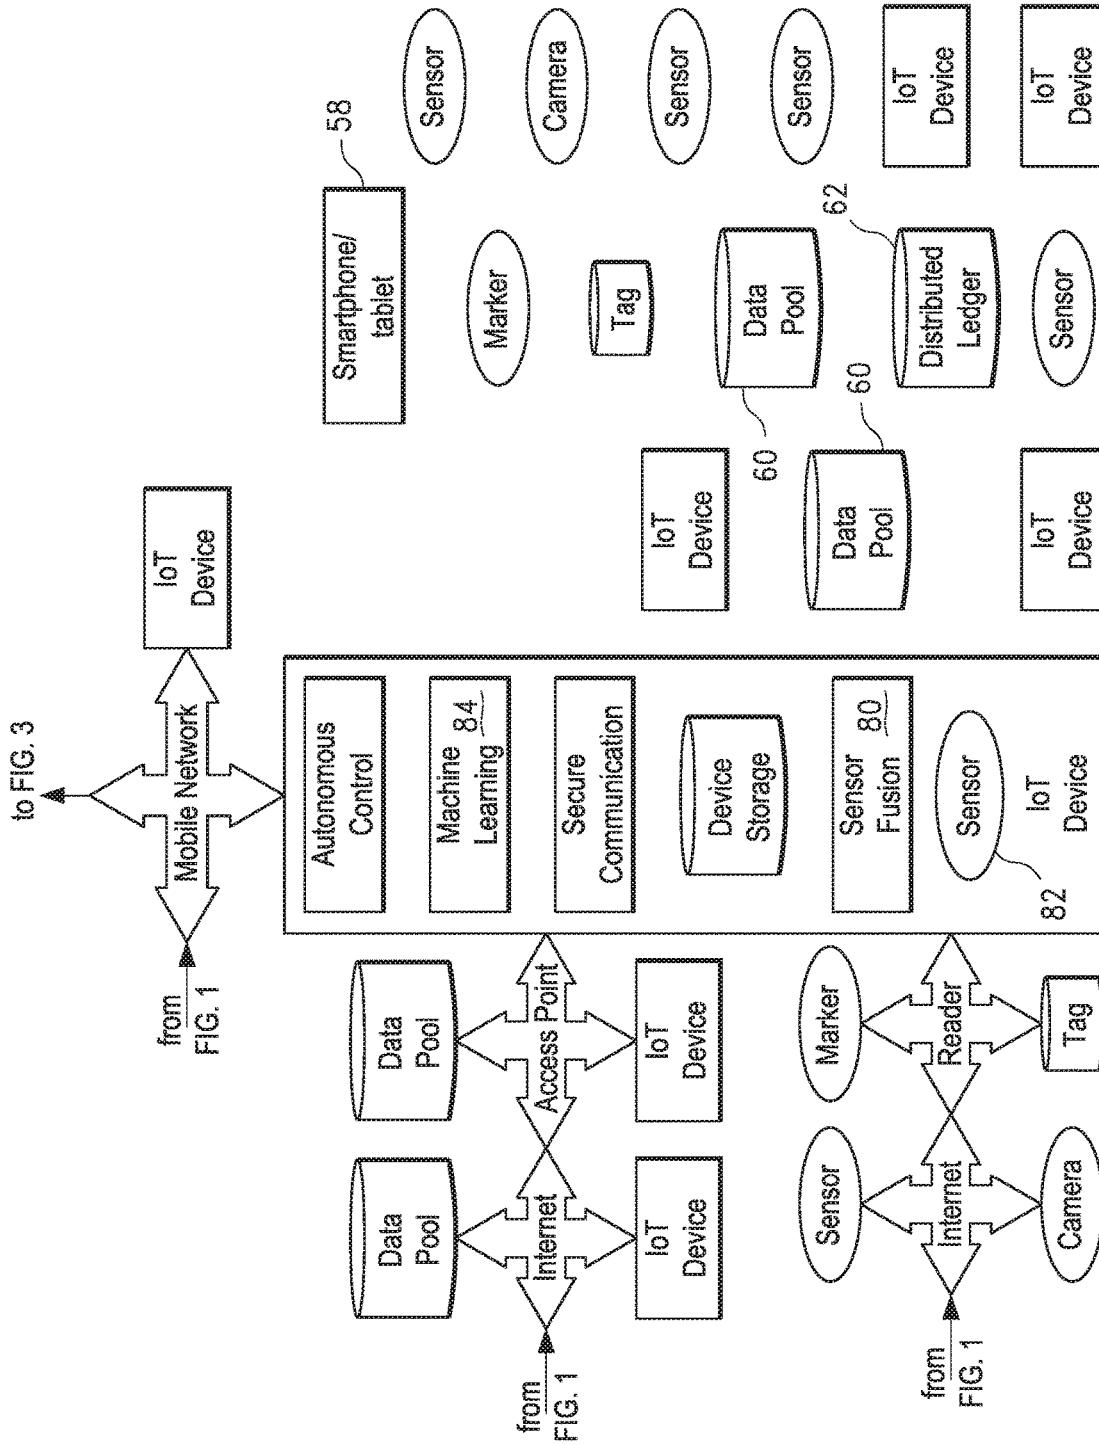 to FIG. 3
from
FIG. 1
Mobile Network
IoT
Device
Smartphone/
tablet
58
Sensor
Camera
Sensor
Sensor
IoT
Device
IoT
Device
Marker
Tag
Data
Pool
60
62
Distributed
Ledger
Sensor
IoT
Device
Data
Pool
60
IoT
Device
Autonomous
Control
Machine
Learning
84
Secure
Communication
Device
Storage
Sensor
Fusion
80
Sensor
82
IoT
Device
Data
Pool
Access Point
IoT
Device
Data
Pool
Internet
IoT
Device
from
FIG. 1
Marker
Reader
Tag
Sensor
Internet
Camera
from
FIG. 1